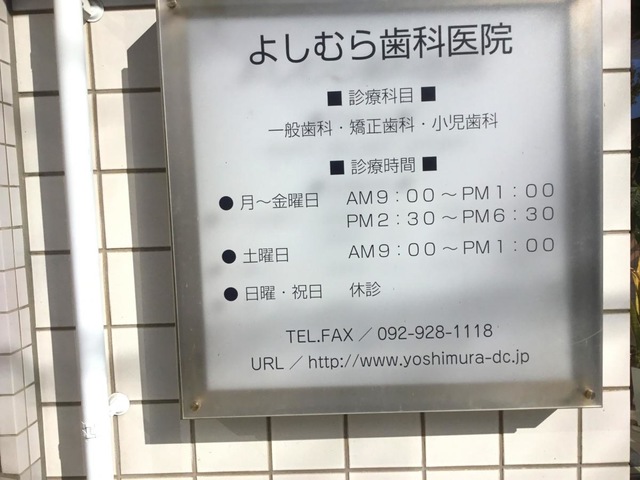 よしむら歯科医院
■ 診療科目 ■
一般歯科・矯正歯科・小児歯科
■ 診療時間 ■
● 月～金曜日 AM9：00～PM1：00
PM2：30～PM6：30
● 土曜日 AM9：00～PM1：00
● 日曜・祝日 休診
TEL.FAX／092-928-1118
URL／http://www.yoshimura-dc.jp